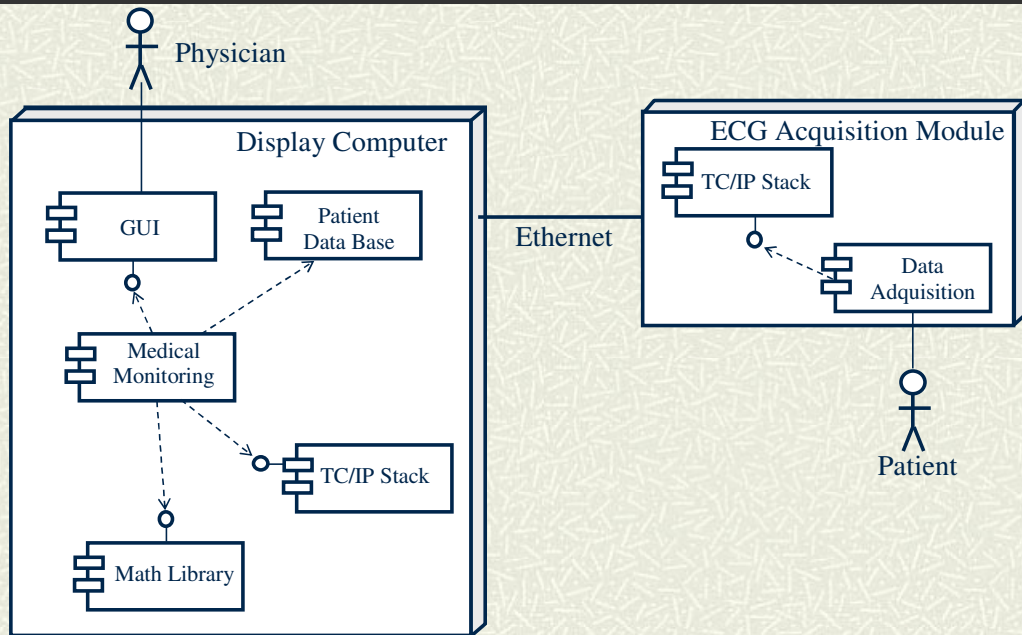 Physician
Display Computer
GUI
Patient
Data Base
Medical
Monitoring
TC/IP Stack
Math Library
Ethernet
ECG Acquisition Module
TC/IP Stack
Data
Adquisition
Patient